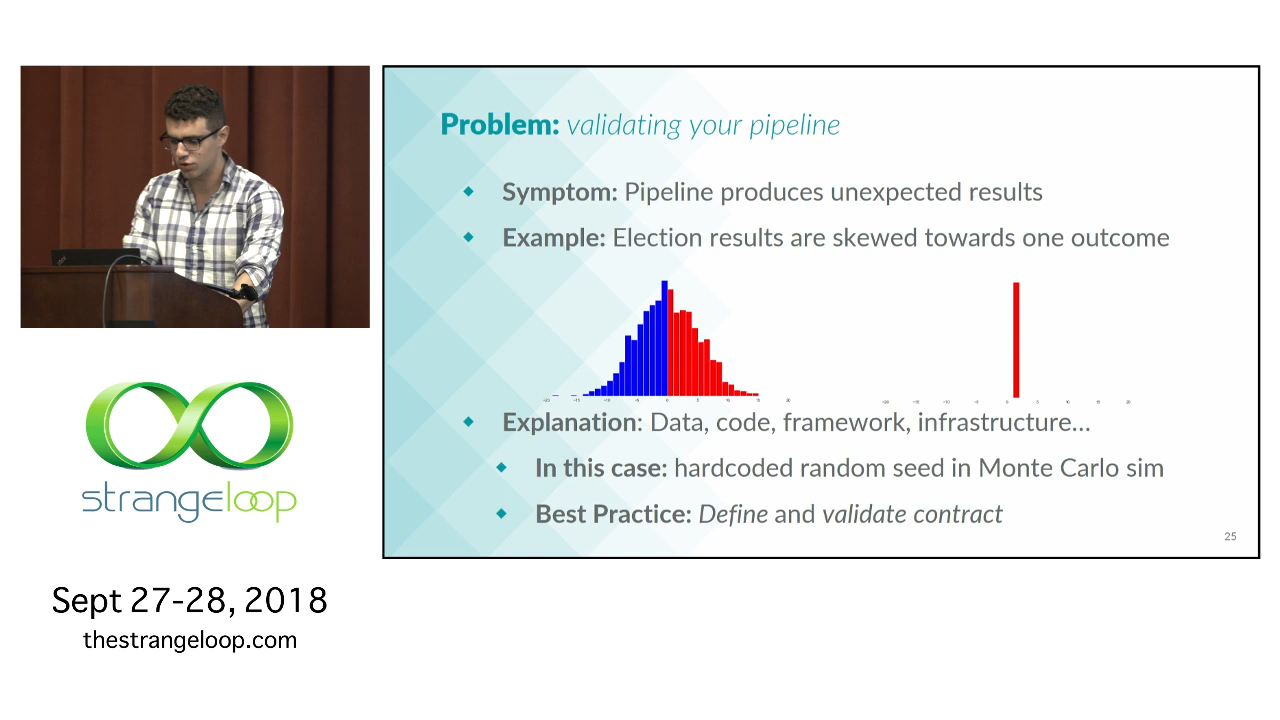 Problem: validating your pipeline
Symptom: Pipeline produces unexpected results
Example: Election results are skewed towards one outcome
Explanation: Data, code, framework, infrastructure...
In this case: hardcoded random seed in Monte Carlo sim
Best Practice: Define and validate contract
25
strangeloop
Sept 27-28, 2018
thestrangeloop.com